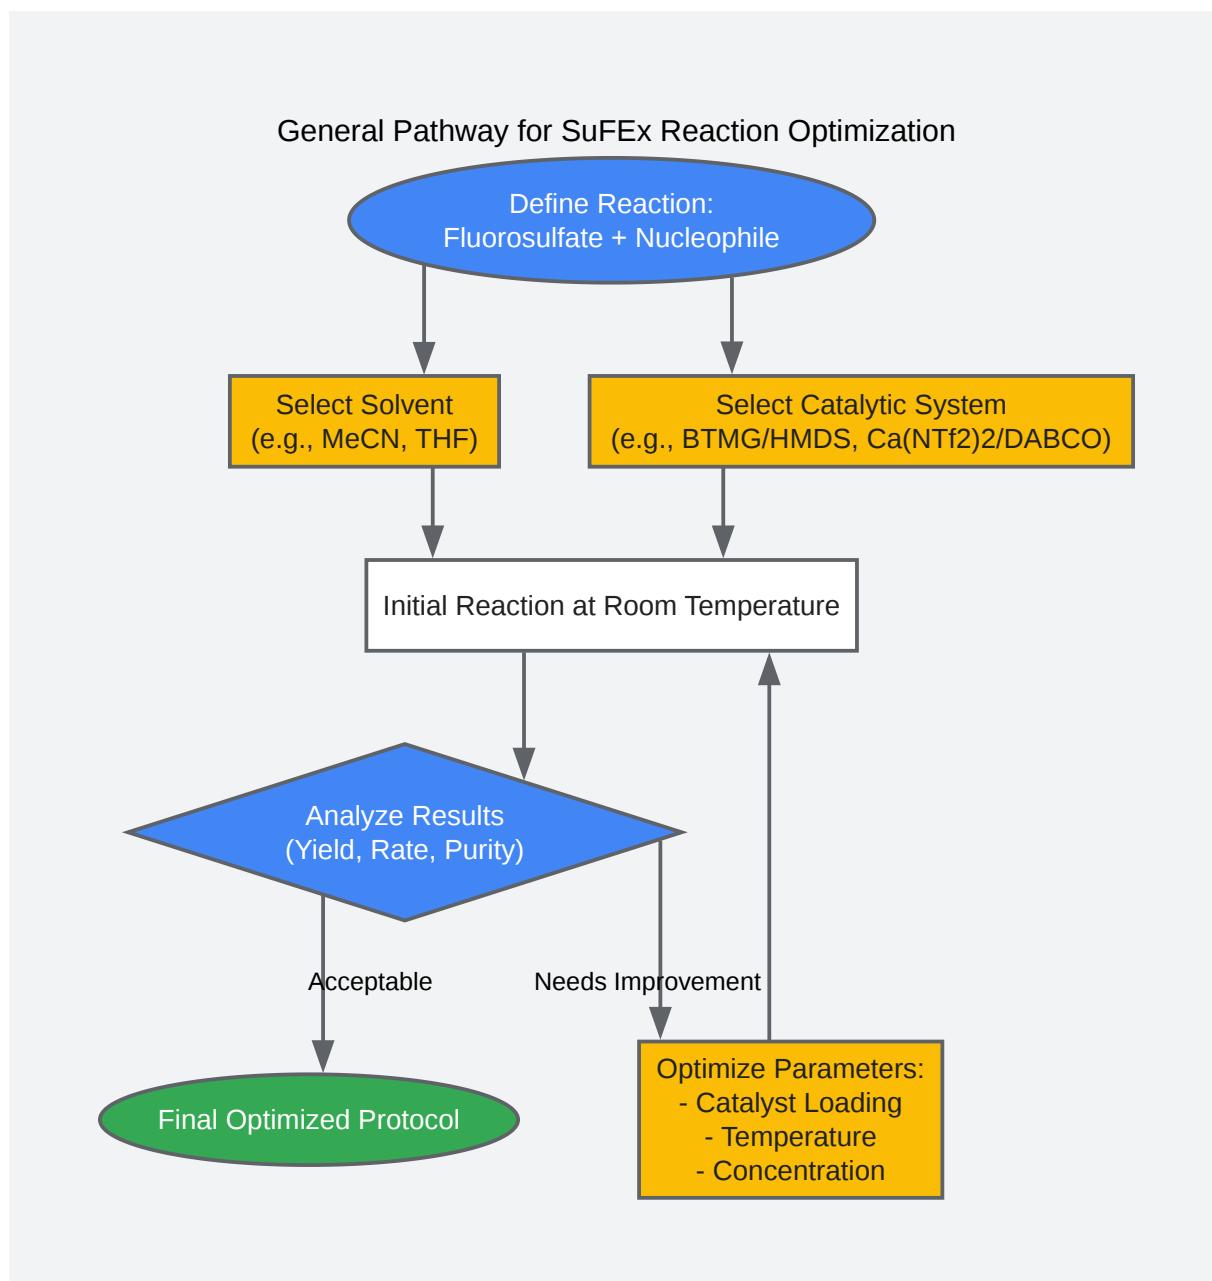 General Pathway for SuFEx Reaction Optimization
Define Reaction:
Fluorosulfate + Nucleophile
Select Solvent
(e.g., MeCN, THF)
Select Catalytic System
(e.g., BTMG/HMDS, Ca(NTf2)2/DABCO)
Initial Reaction at Room Temperature
Analyze Results
(Yield, Rate, Purity)
Acceptable
Needs Improvement
Final Optimized Protocol
Optimize Parameters:
- Catalyst Loading
- Temperature
- Concentration